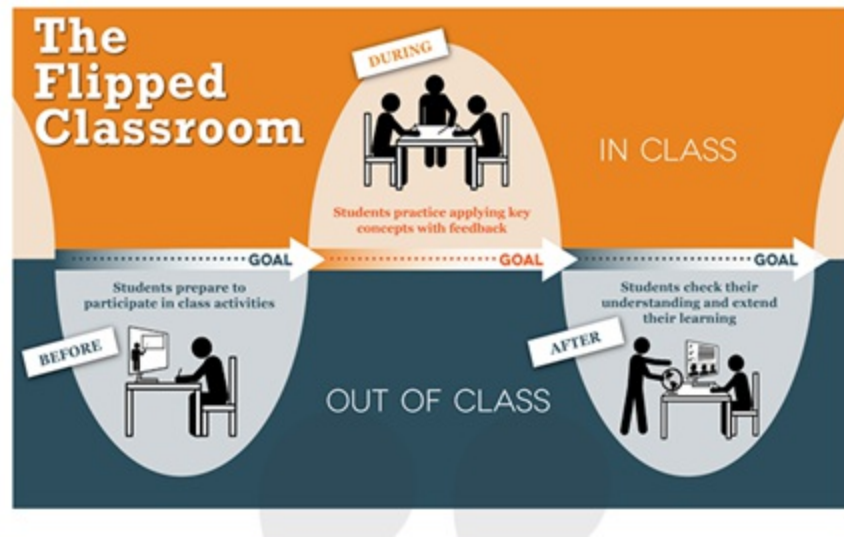 The
Flipped
Classroom
DURING
IN CLASS
Students practice applying key
concepts with feedback
GOAL
GOAL
GOAL
Students prepare to
participate in class activities
BEFORE
OUT OF CLASS
Students check their
understanding and extend
their learning
AFTER